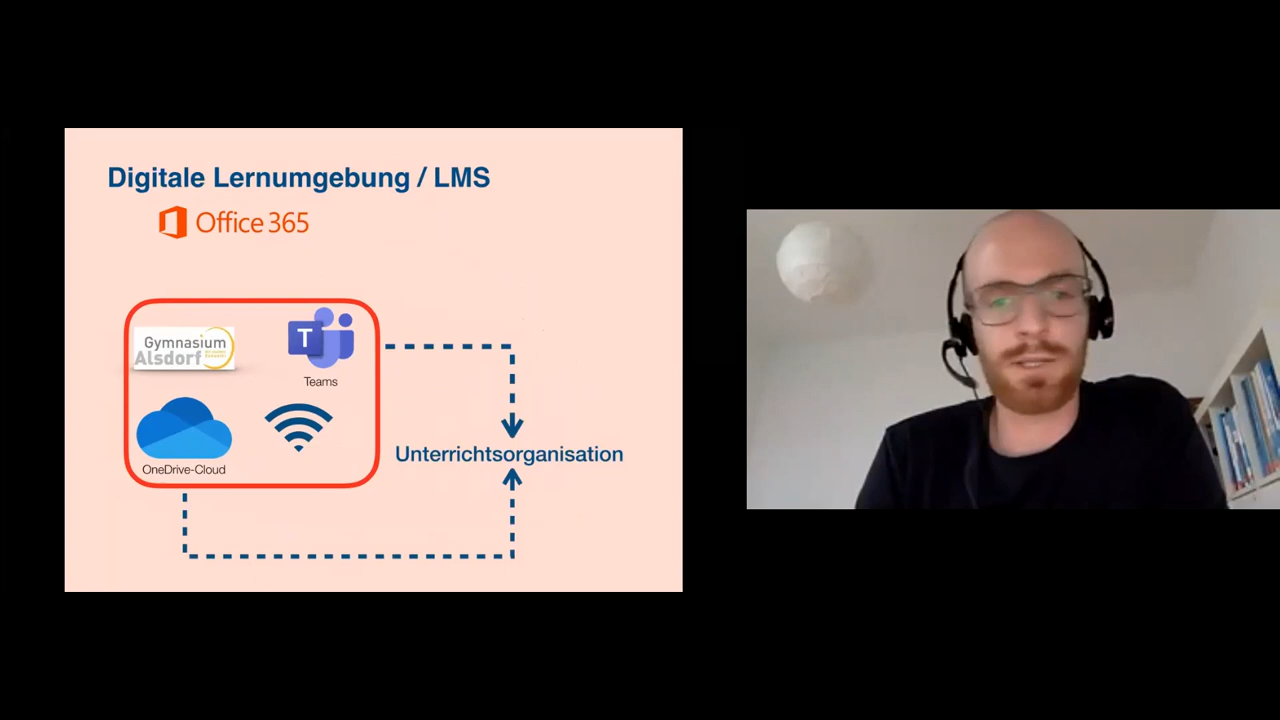 Digitale Lernumgebung / LMS
Office 365
Gymnasium
Alsdorf
T
Teams
OneDrive-Cloud
Unterrichtsorganisation